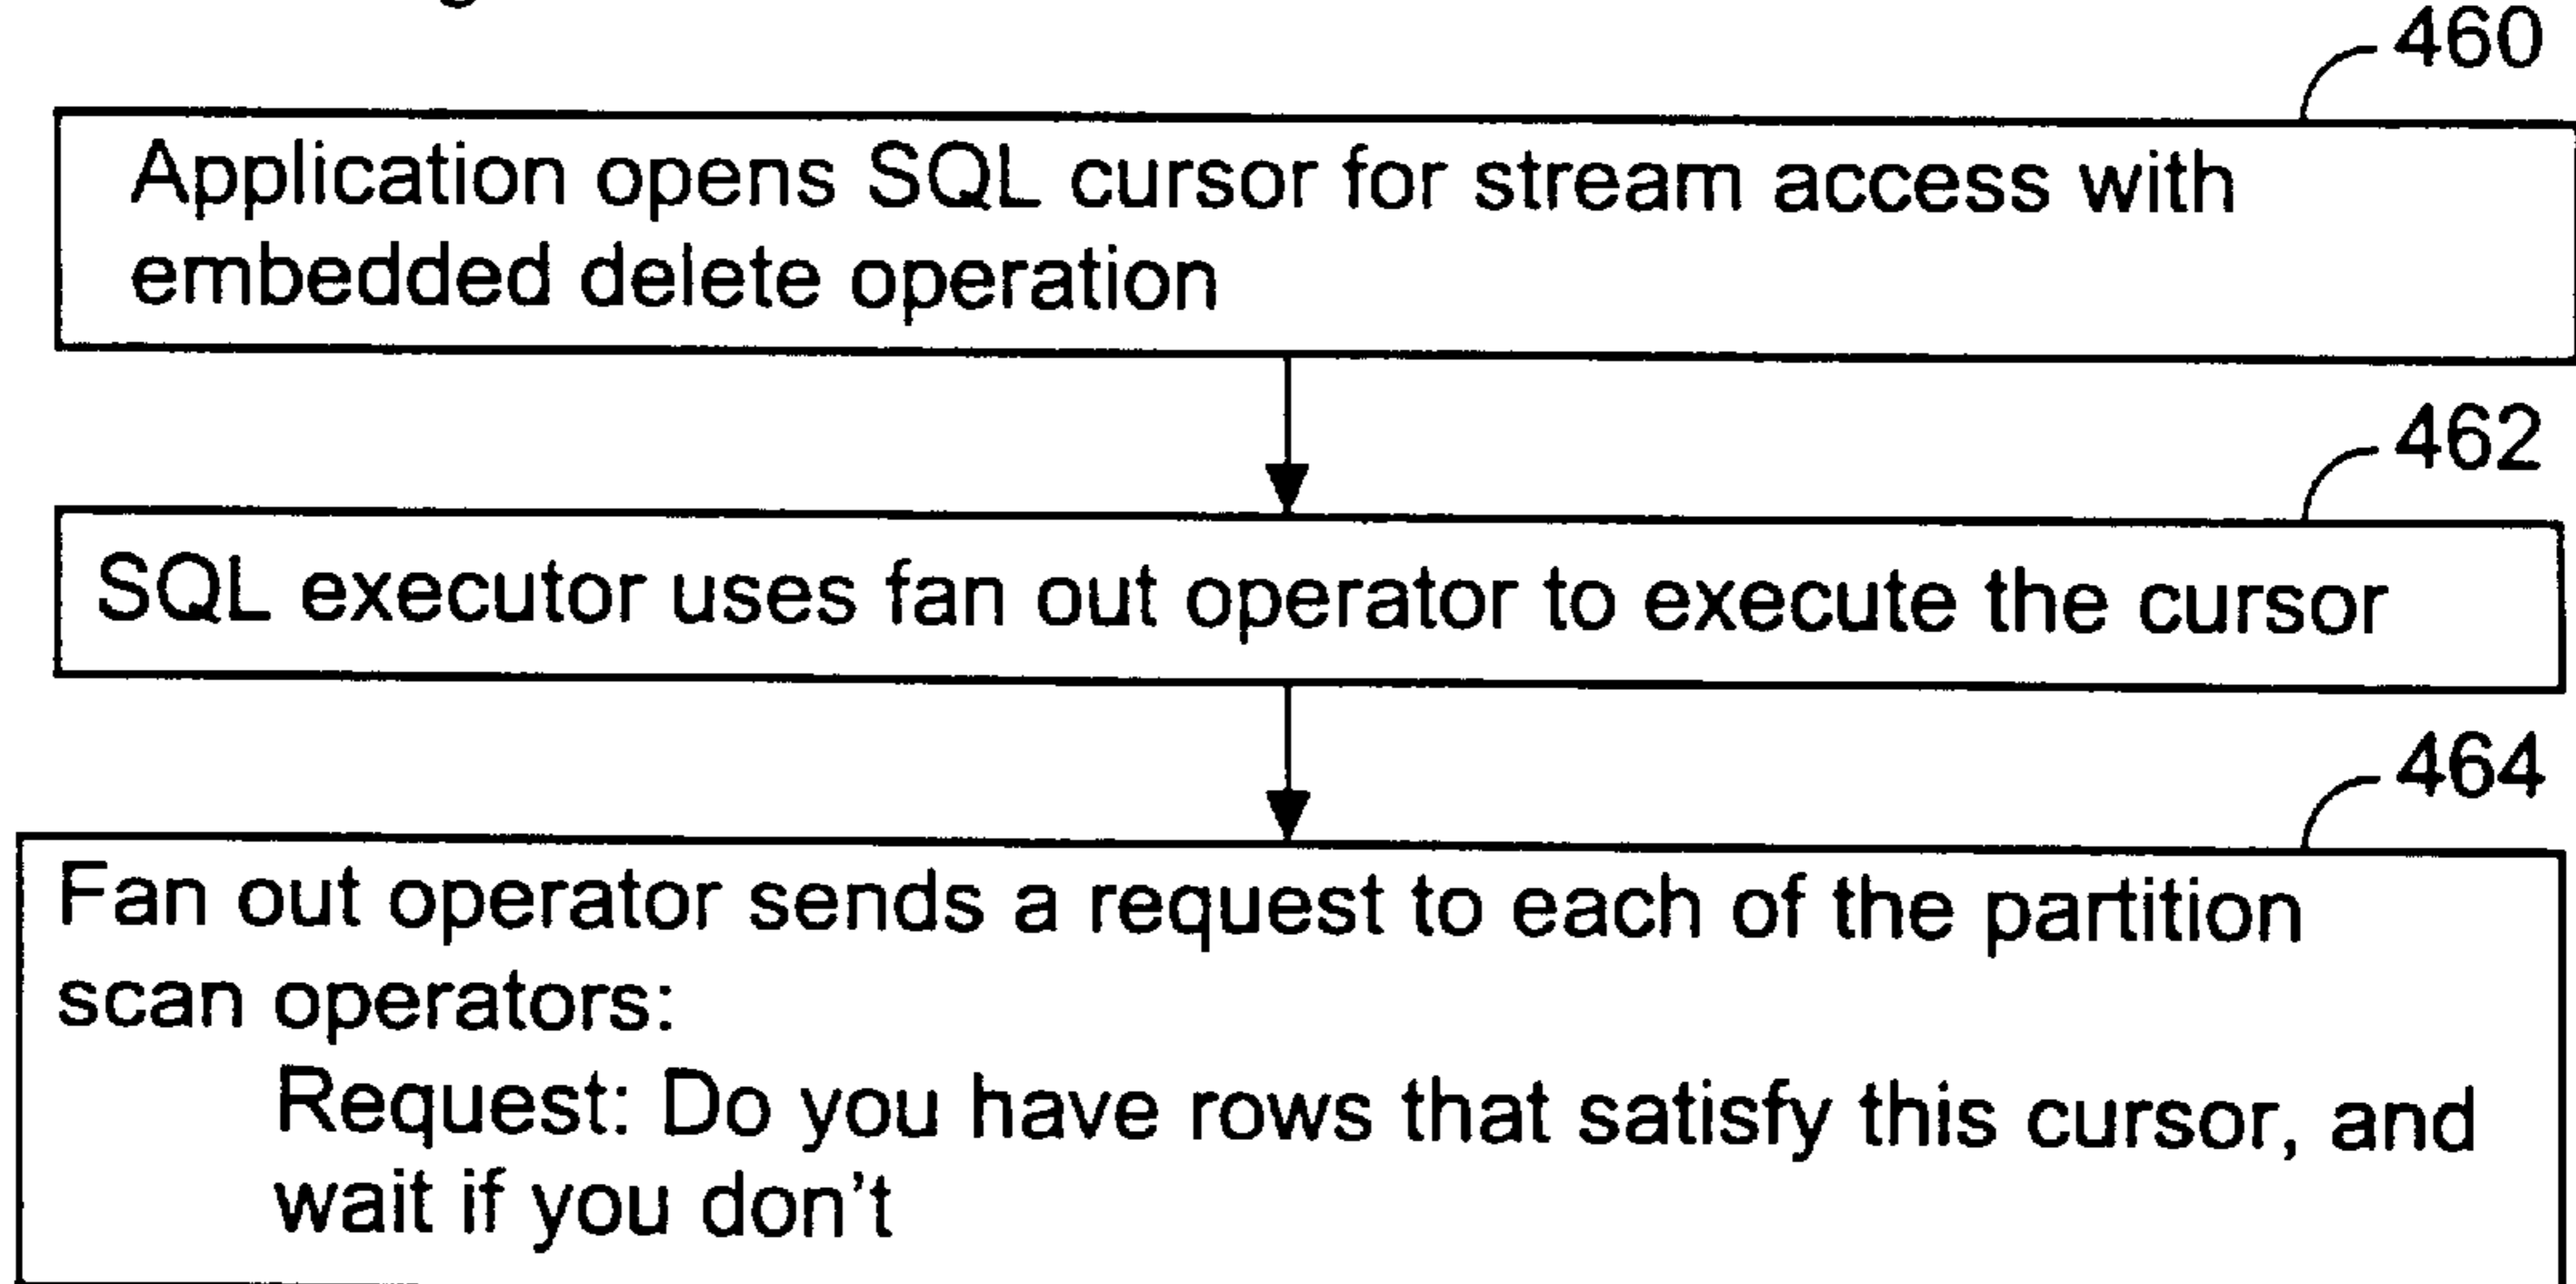 460
Application opens SQL cursor for stream access with
embedded delete operation
462
SQL executor uses fan out operator to execute the cursor
464
Fan out operator sends a request to each of the partition
scan operators:
Request: Do you have rows that satisfy this cursor, and
wait if you don't